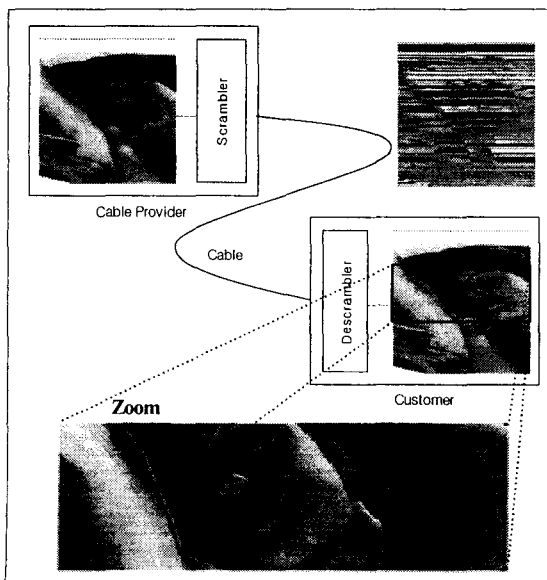 Scrambler
Cable Provider
Cable
Descrambler
Customer
Zoom